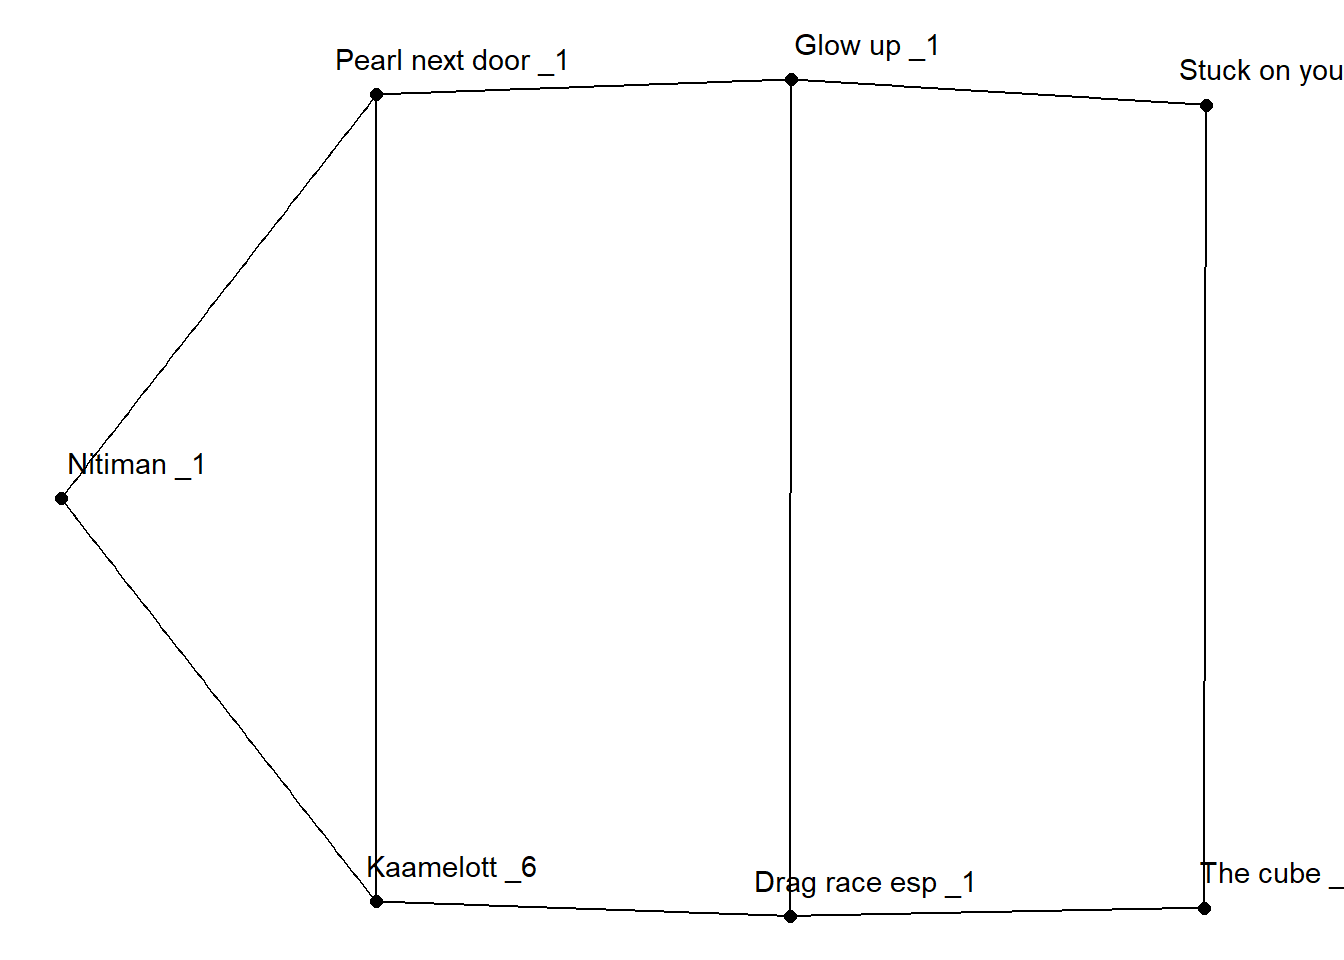 Glow up _1
Pearl next door _1
Stuck on you
Nitiman _1
Kaamelott _6
The cube _
Drag race esp _1